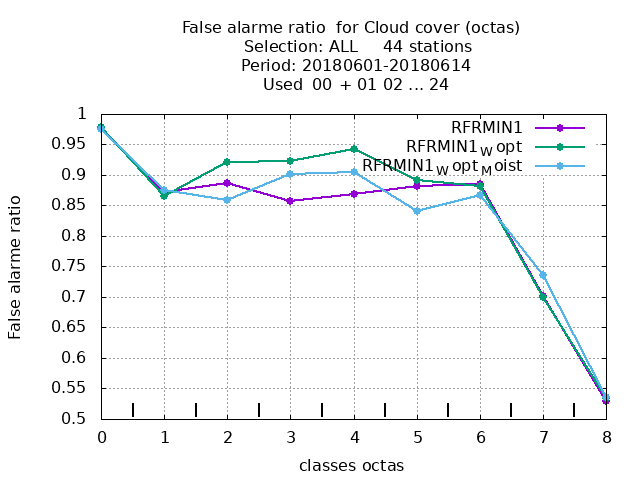 False alarme ratio  for Cloud cover (octas)
Selection: ALL     44 stations
Period: 20180601-20180614
Used  00 + 01 02 ... 24
RFRMIN1
RFRMIN1W opt
RFRMIN1W optMoist
False alarme ratio
1
0.95
0.9
0.85
0.8
0.75
0.7
0.65
0.6
0.55
0.5
0 1 2 3 4 5 6 7 8
classes octas